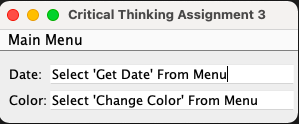 Critical Thinking Assignment 3
Main Menu
Date: Select 'Get Date' From Menu
Color: Select 'Change Color' From Menu